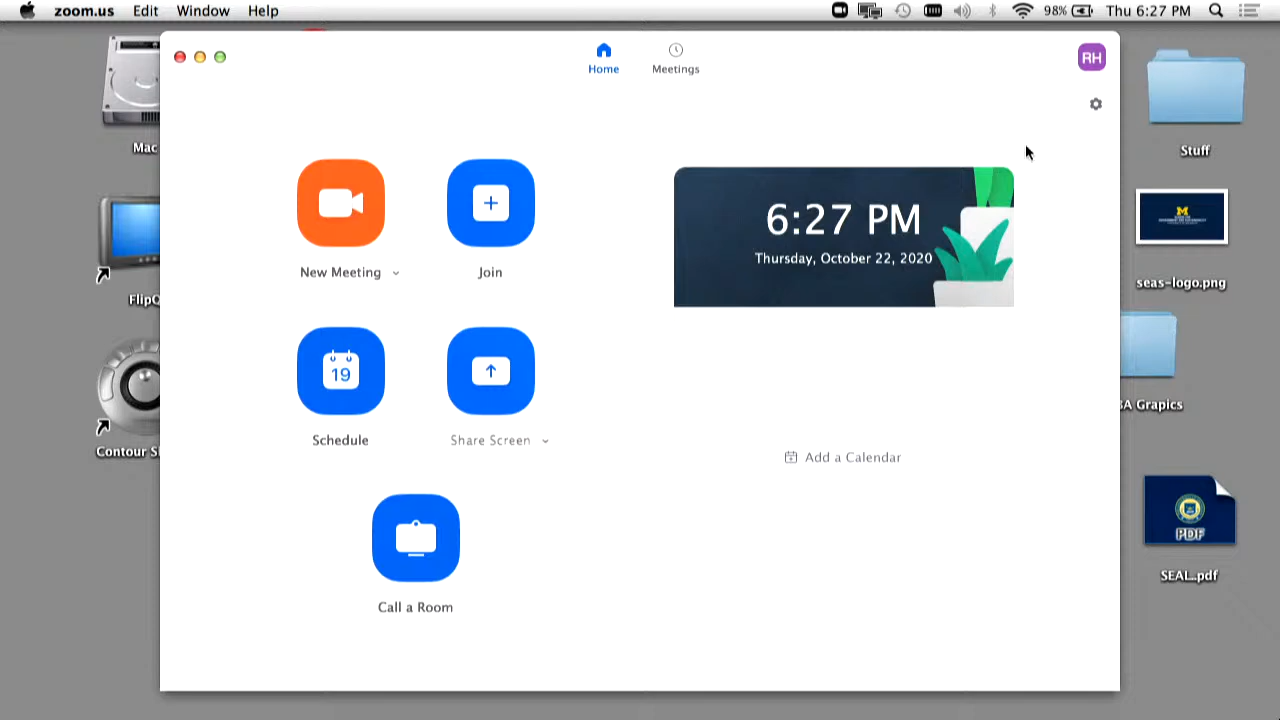 zoom.us Edit Window Help
98% Thu 6:27 PM
Home
Meetings
RH
Mac
Stuff
New Meeting
Join
6:27 PM
Thursday, October 22, 2020
M
seas-logo.png
FlipQ
19
Schedule
Share Screen
A Grapics
Contour S
Add a Calendar
PDF
SEAL.pdf
Call a Room